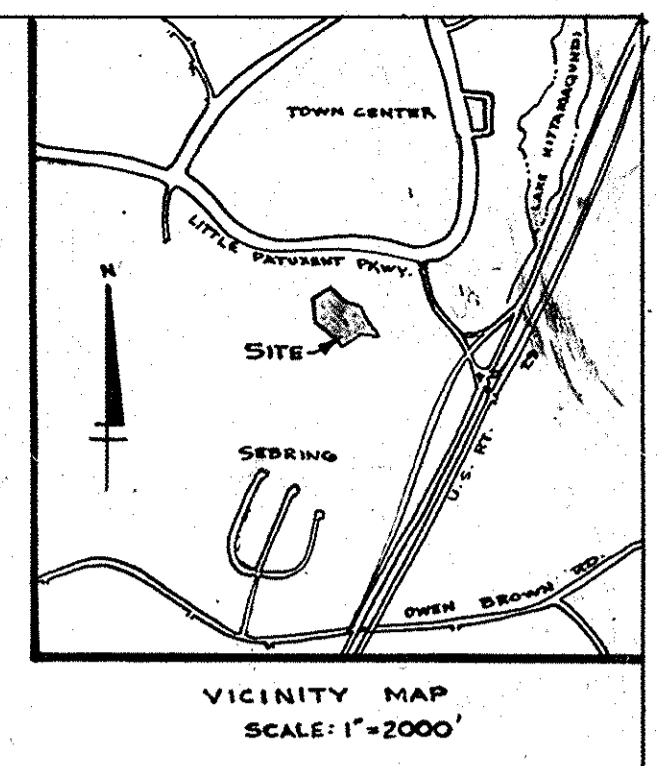 TOWN CENTER
LAKE KITTAMAQUNDI
LITTLE PATUXENT PKWY.
N
SITE
SEBRING
U.S. RT. 29
OWEN BROWN RD.
VICINITY MAP
SCALE: 1"=2000'